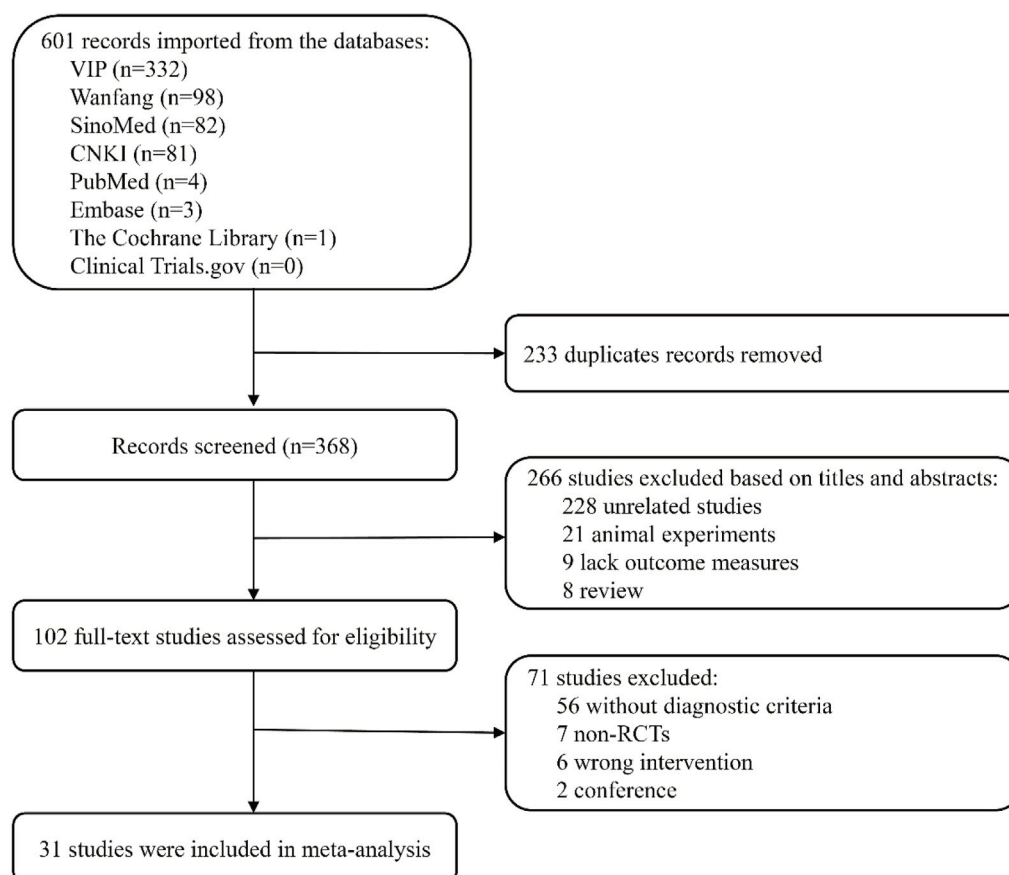 601 records imported from the databases:
VIP (n=332)
Wanfang (n=98)
SinoMed (n=82)
CNKI (n=81)
PubMed (n=4)
Embase (n=3)
The Cochrane Library (n=1)
Clinical Trials.gov (n=0)
233 duplicates records removed
Records screened (n=368)
266 studies excluded based on titles and abstracts:
228 unrelated studies
21 animal experiments
9 lack outcome measures
8 review
102 full-text studies assessed for eligibility
71 studies excluded:
56 without diagnostic criteria
7 non-RCTs
6 wrong intervention
2 conference
31 studies were included in meta-analysis